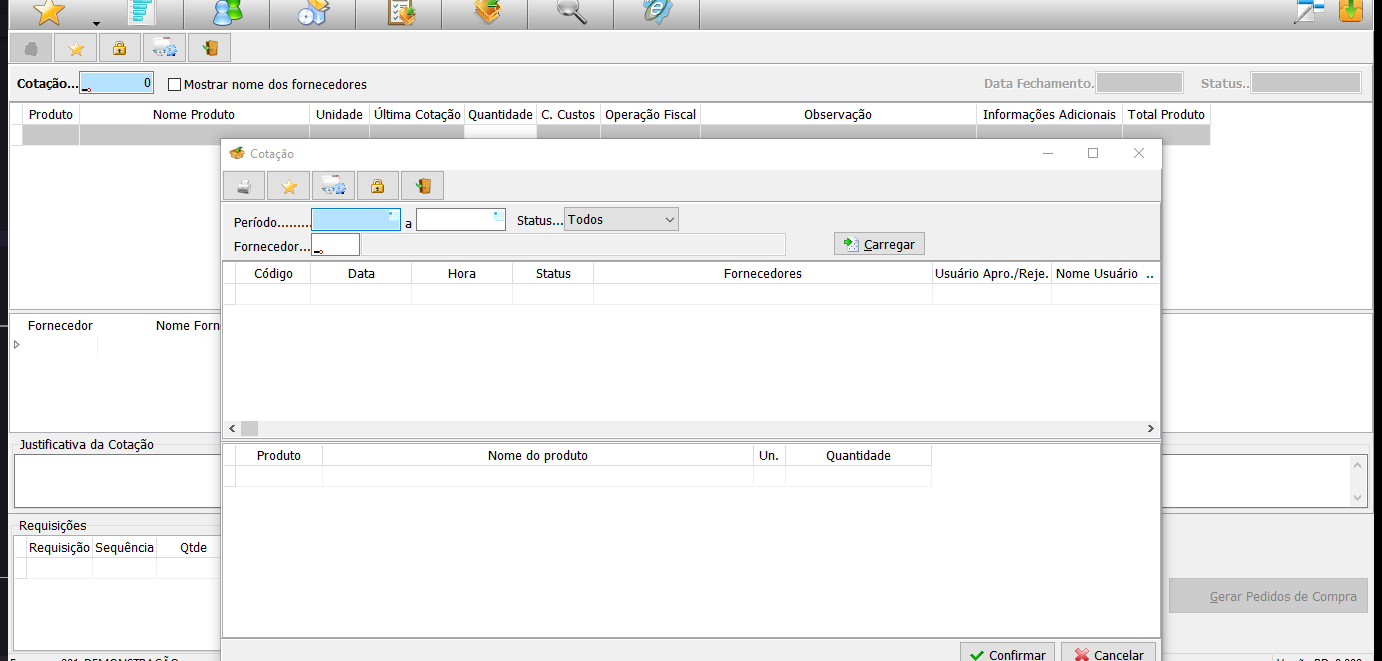 Cotação... 0 Mostrar nome dos fornecedores Data Fechamento. Status..
Produto Nome Produto Unidade Última Cotação Quantidade C. Custos Operação Fiscal Observação Informações Adicionais Total Produto
Cotação
Período......... a Status... Todos
Fornecedor... Carregar
Código Data Hora Status Fornecedores Usuário Apro./Reje. Nome Usuário ..
Fornecedor Nome Forn
Justificativa da Cotação
Produto Nome do produto Un. Quantidade
Requisições
Requisição Sequência Qtde
Gerar Pedidos de Compra
Confirmar Cancelar
001 DEMONSTRAÇÃO